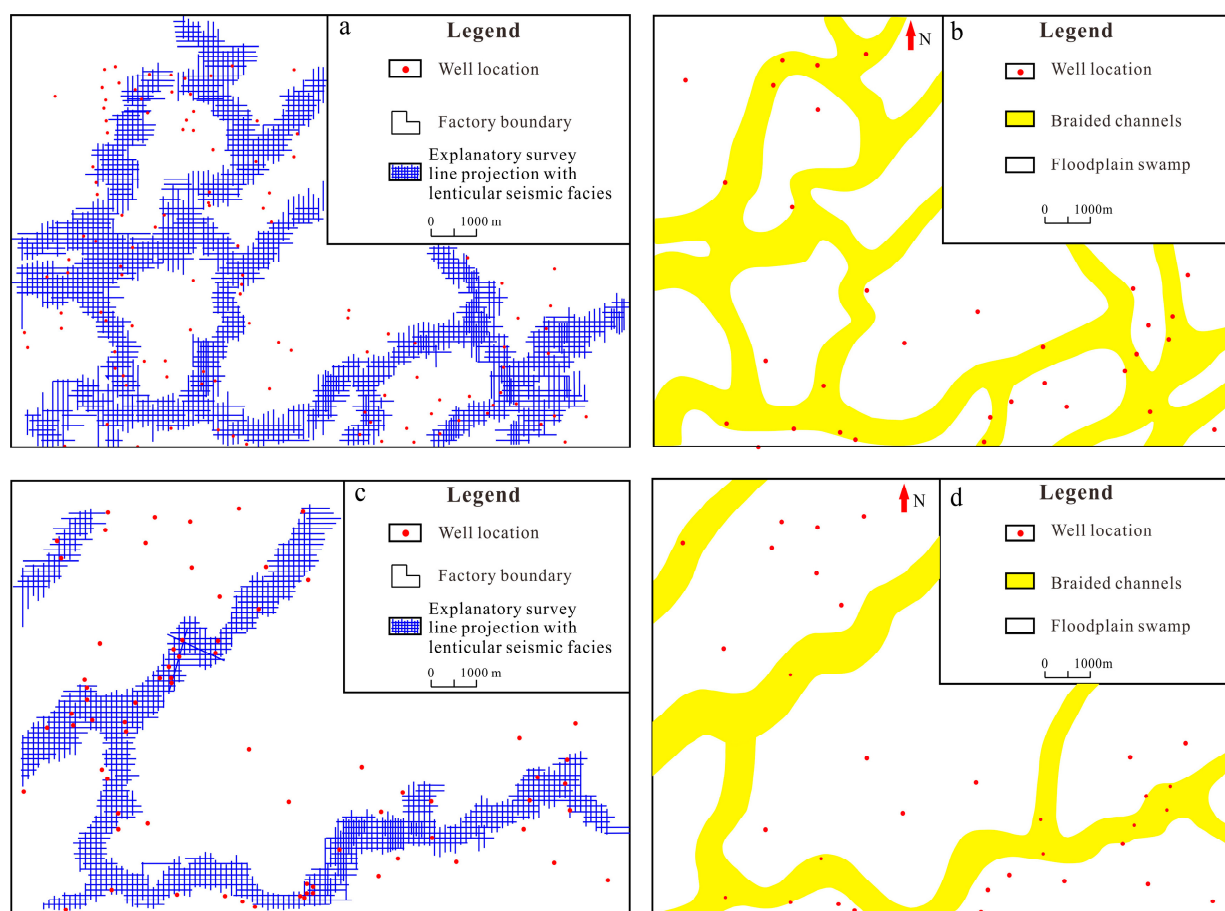 a
Legend
Well location
Factory boundary
Explanatory survey
line projection with
lenticular seismic facies
0 1000 m
N
b
Legend
Well location
Braided channels
Floodplain swamp
0 1000m
c
Legend
Well location
Factory boundary
Explanatory survey
line projection with
lenticular seismic facies
0 1000 m
N
d
Legend
Well location
Braided channels
Floodplain swamp
0 1000m